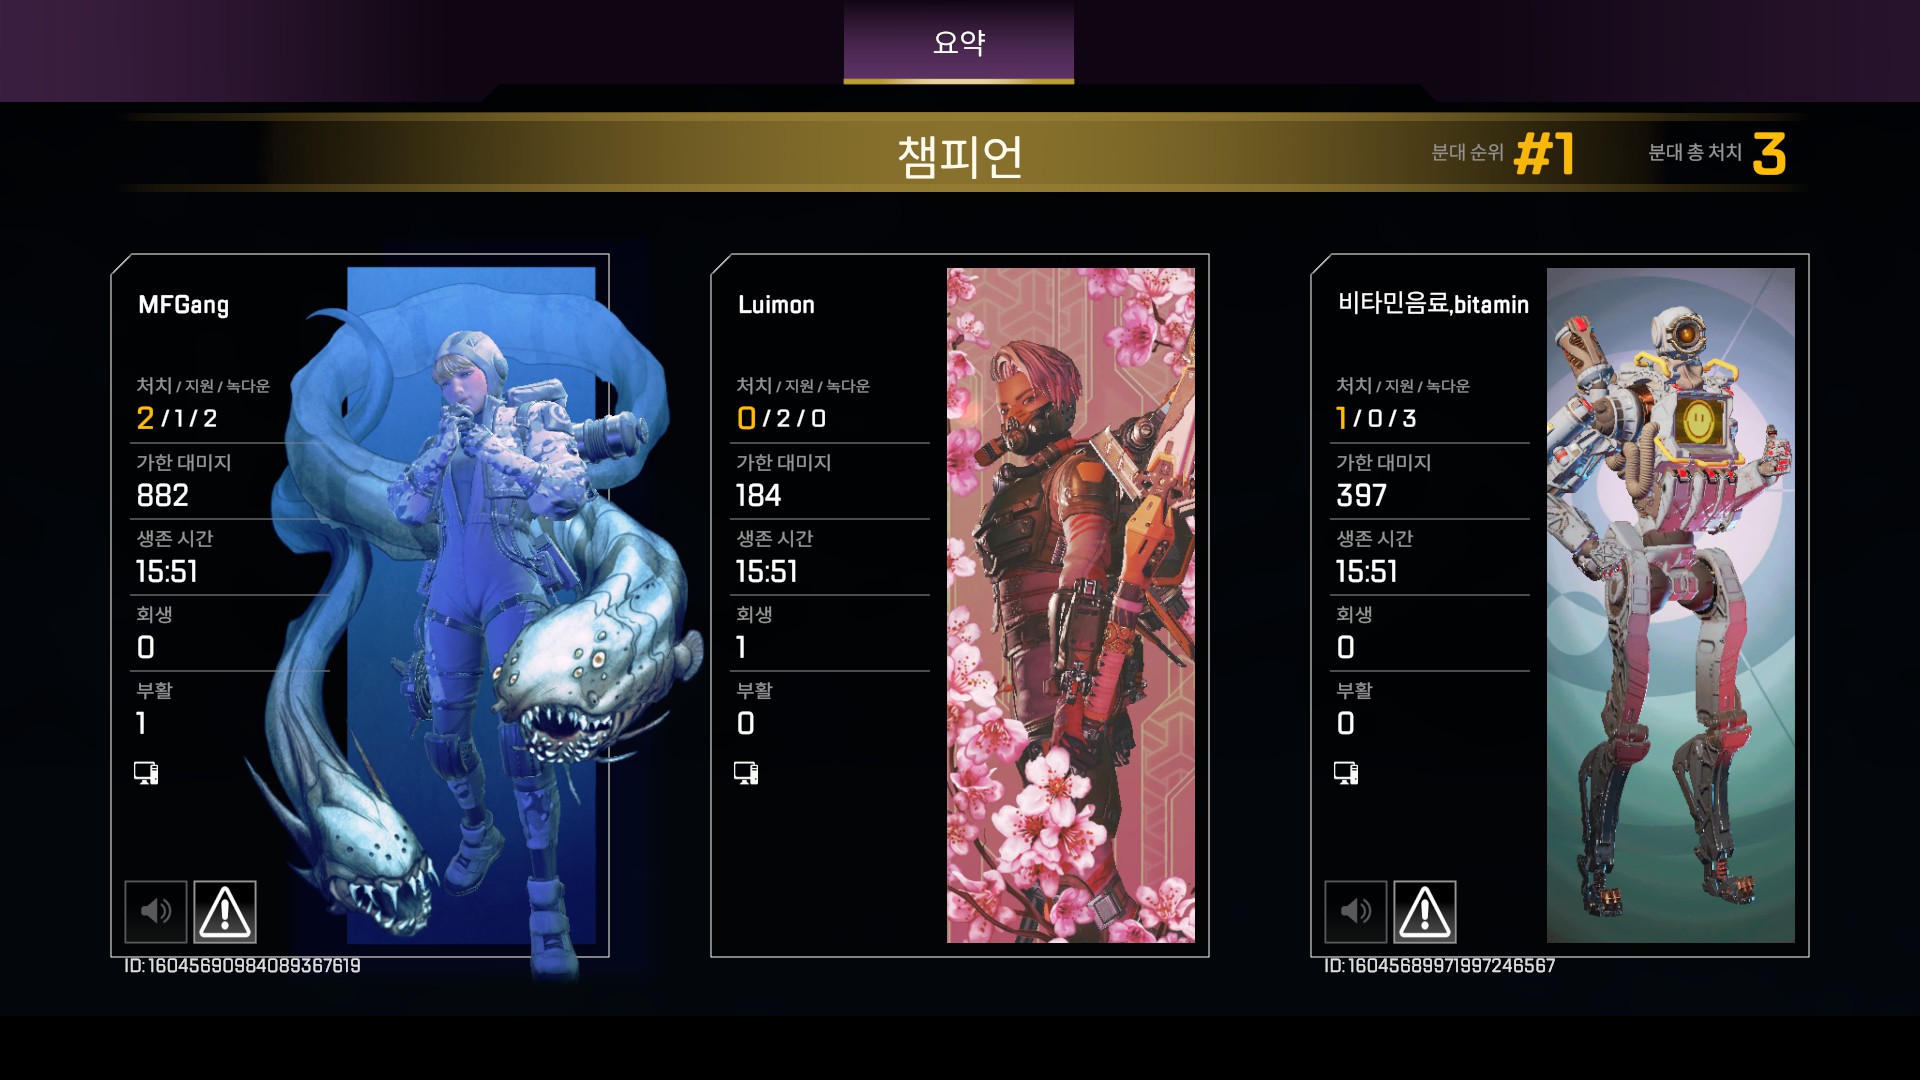 요약
챔피언
분대 순위 #1
분대 총 처치 3
MFGang
처치 / 지원 / 녹다운
2 / 1 / 2
가한 대미지
882
생존 시간
15:51
회생
0
부활
1
ID: 16045690984089367619
Luimon
처치 / 지원 / 녹다운
0 / 2 / 0
가한 대미지
184
생존 시간
15:51
회생
1
부활
0
비타민음료,bitamin
처치 / 지원 / 녹다운
1 / 0 / 3
가한 대미지
397
생존 시간
15:51
회생
0
부활
0
ID: 16045689971997246567